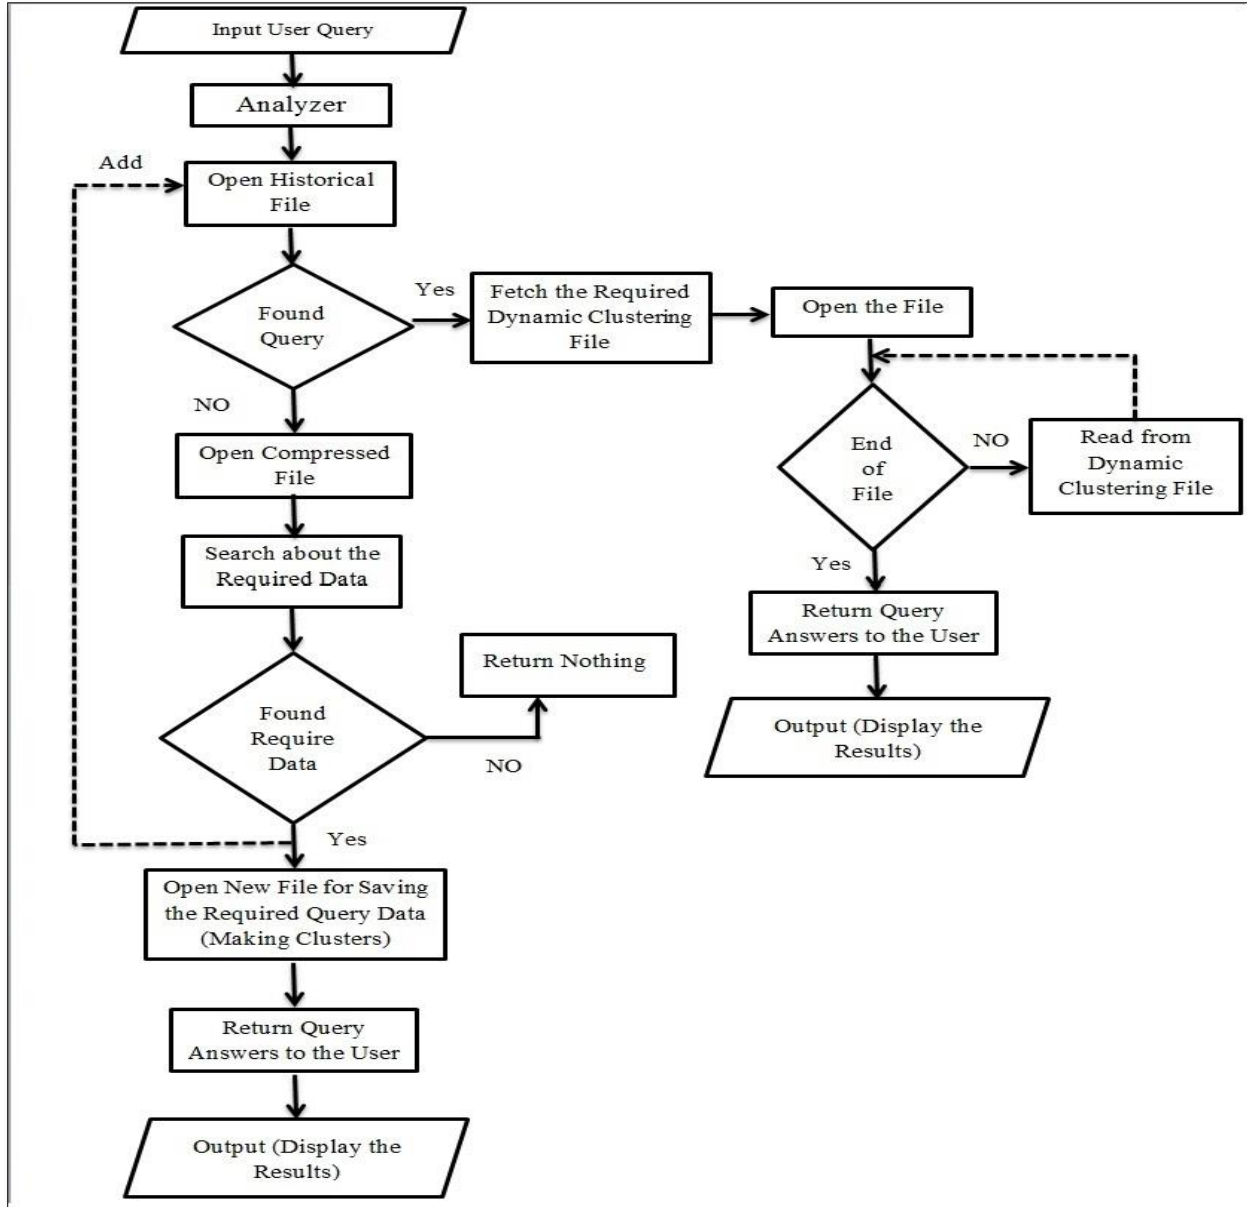 Input User Query
Analyzer
Add
Open Historical
File
Found
Query
Yes
Fetch the Required
Dynamic Clustering
File
Open the File
NO
Open Compressed
File
End
of
File
NO
Read from
Dynamic
Clustering File
Search about the
Required Data
Yes
Return Query
Answers to the User
Output (Display the
Results)
Found
Require
Data
Return Nothing
NO
Yes
Open New File for Saving
the Required Query Data
(Making Clusters)
Return Query
Answers to the User
Output (Display the
Results)